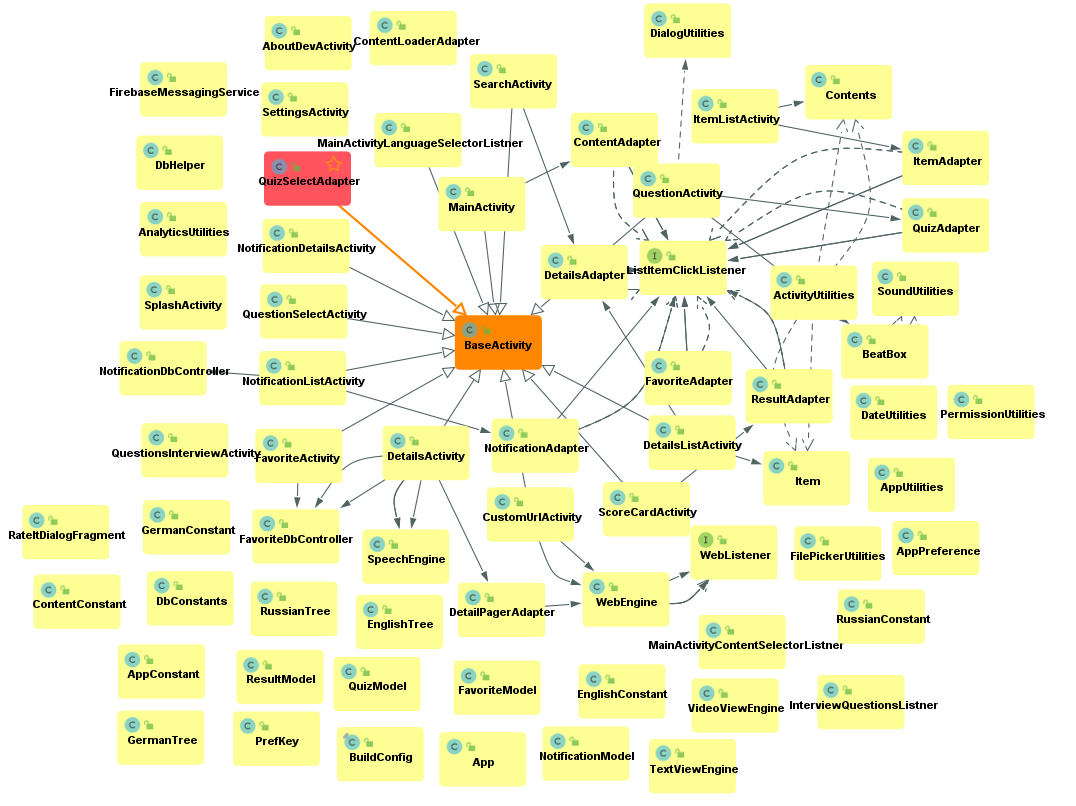 DialogUtilities
AboutDevActivity
ContentLoaderAdapter
SearchActivity
FirebaseMessagingService
Contents
SettingsActivity
ItemListActivity
MainActivityLanguageSelectorListner
ContentAdapter
DbHelper
ItemAdapter
QuizSelectAdapter
QuestionActivity
MainActivity
AnalyticsUtilities
QuizAdapter
NotificationDetailsActivity
ListItemClickListener
DetailsAdapter
SoundUtilities
ActivityUtilities
SplashActivity
QuestionSelectActivity
BaseActivity
BeatBox
NotificationDbController
NotificationListActivity
FavoriteAdapter
ResultAdapter
DateUtilities
PermissionUtilities
DetailsListActivity
NotificationAdapter
QuestionsInterviewActivity
FavoriteActivity
DetailsActivity
Item
AppUtilities
ScoreCardActivity
CustomUrlActivity
GermanConstant
RateItDialogFragment
FavoriteDbController
AppPreference
WebListener
FilePickerUtilities
SpeechEngine
ContentConstant
DbConstants
WebEngine
RussianTree
DetailPagerAdapter
RussianConstant
EnglishTree
MainActivityContentSelectorListner
AppConstant
ResultModel
QuizModel
FavoriteModel
EnglishConstant
InterviewQuestionsListner
VideoViewEngine
GermanTree
PrefKey
BuildConfig
NotificationModel
App
TextViewEngine